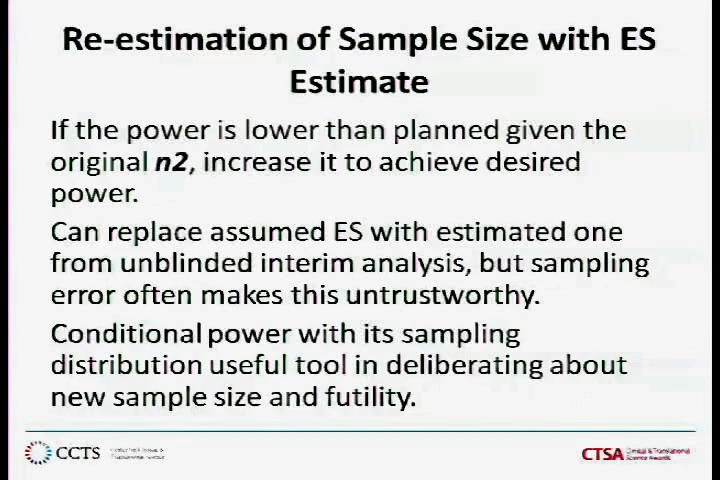 Re-estimation of Sample Size with ES
Estimate
If the power is lower than planned given the
original n2, increase it to achieve desired
power.
Can replace assumed ES with estimated one
from unblinded interim analysis, but sampling
error often makes this untrustworthy.
Conditional power with its sampling
distribution useful tool in deliberating about
new sample size and futility.
CCTS
CTSA Clinical & Translational
Science Awards